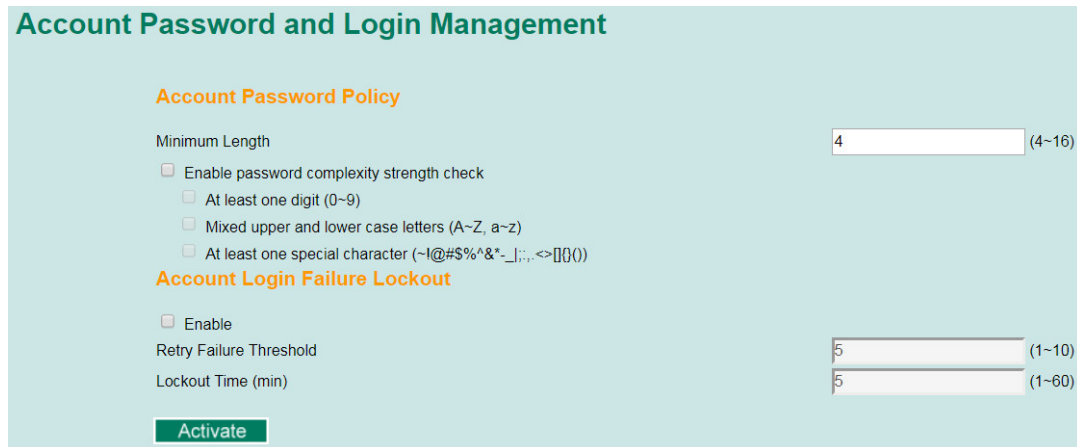 Account Password and Login Management
Account Password Policy
Minimum Length 4 (4~16)
Enable password complexity strength check
At least one digit (0~9)
Mixed upper and lower case letters (A~Z, a~z)
At least one special character (~!@#$%^&*-_|;:,.<>[]{}())
Account Login Failure Lockout
Enable
Retry Failure Threshold 5 (1~10)
Lockout Time (min) 5 (1~60)
Activate